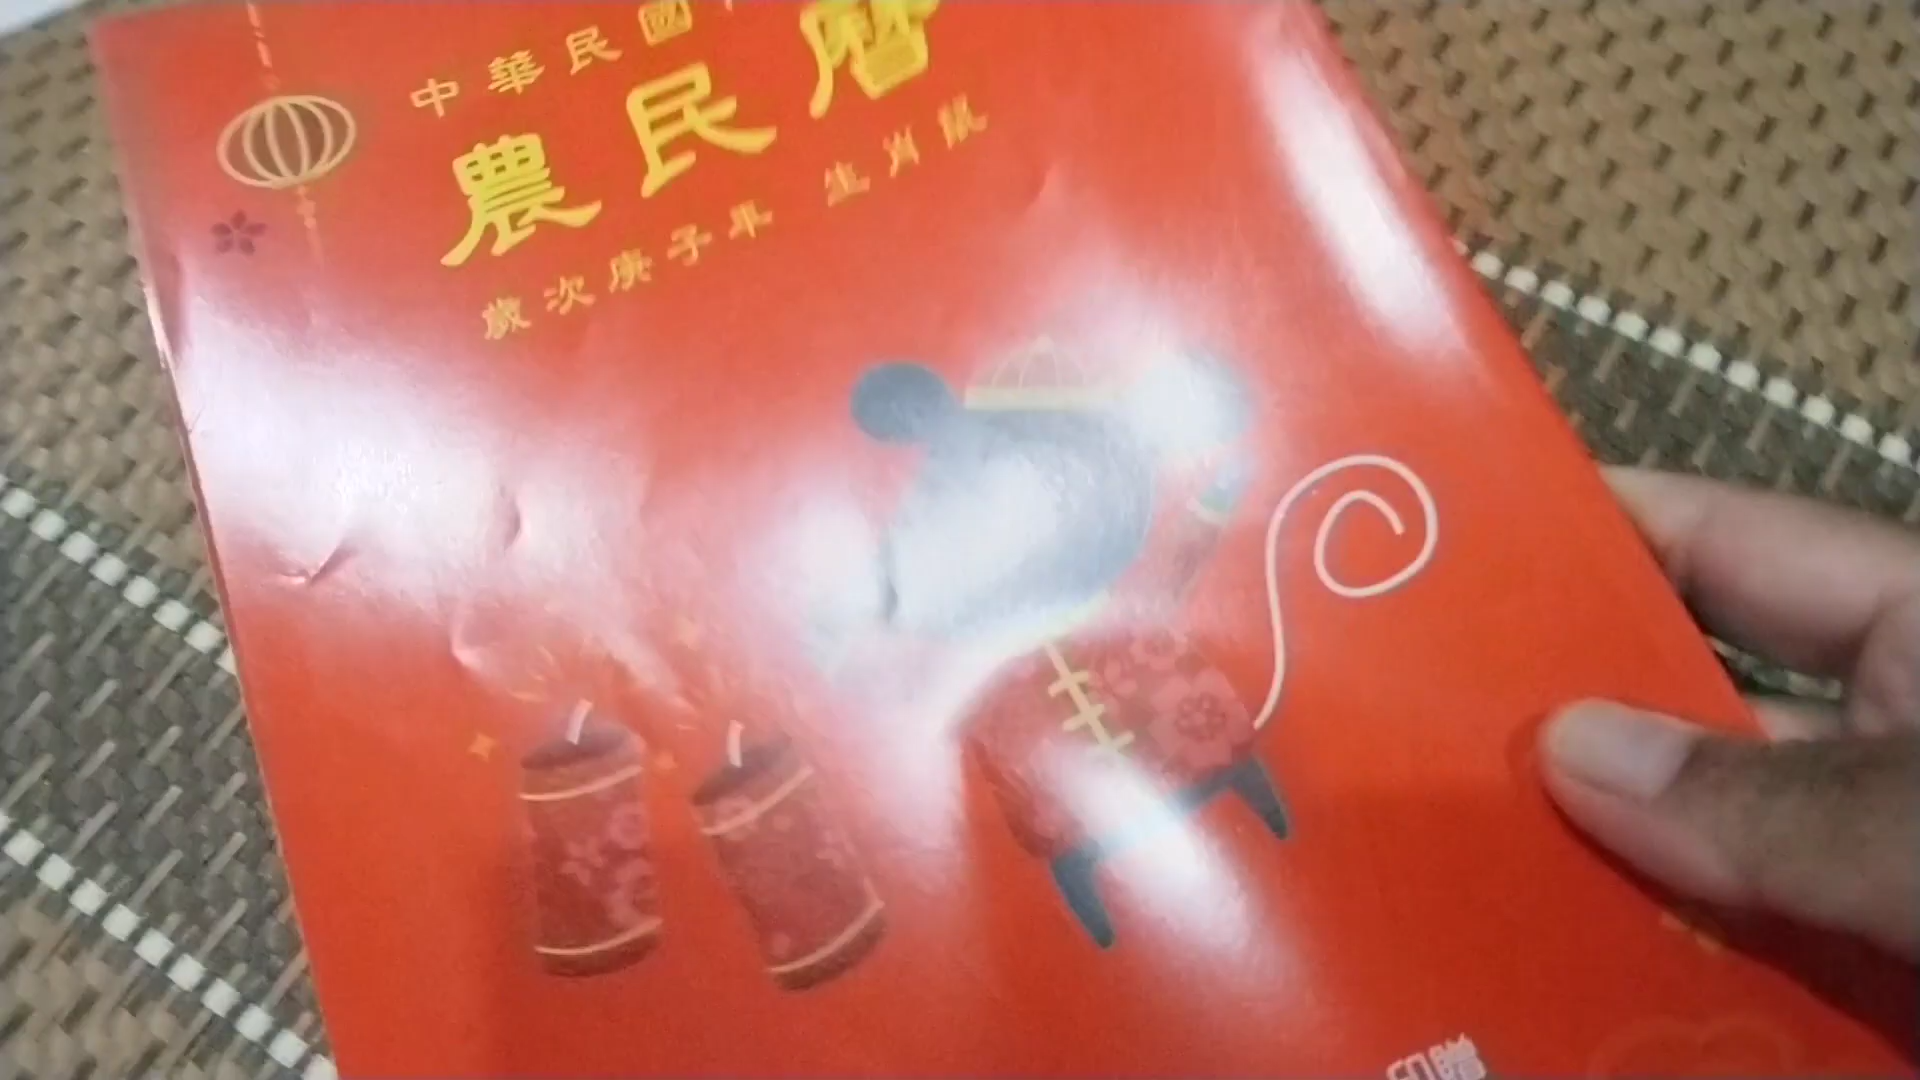 中華民國
農民曆
歲次庚子年 生肖鼠